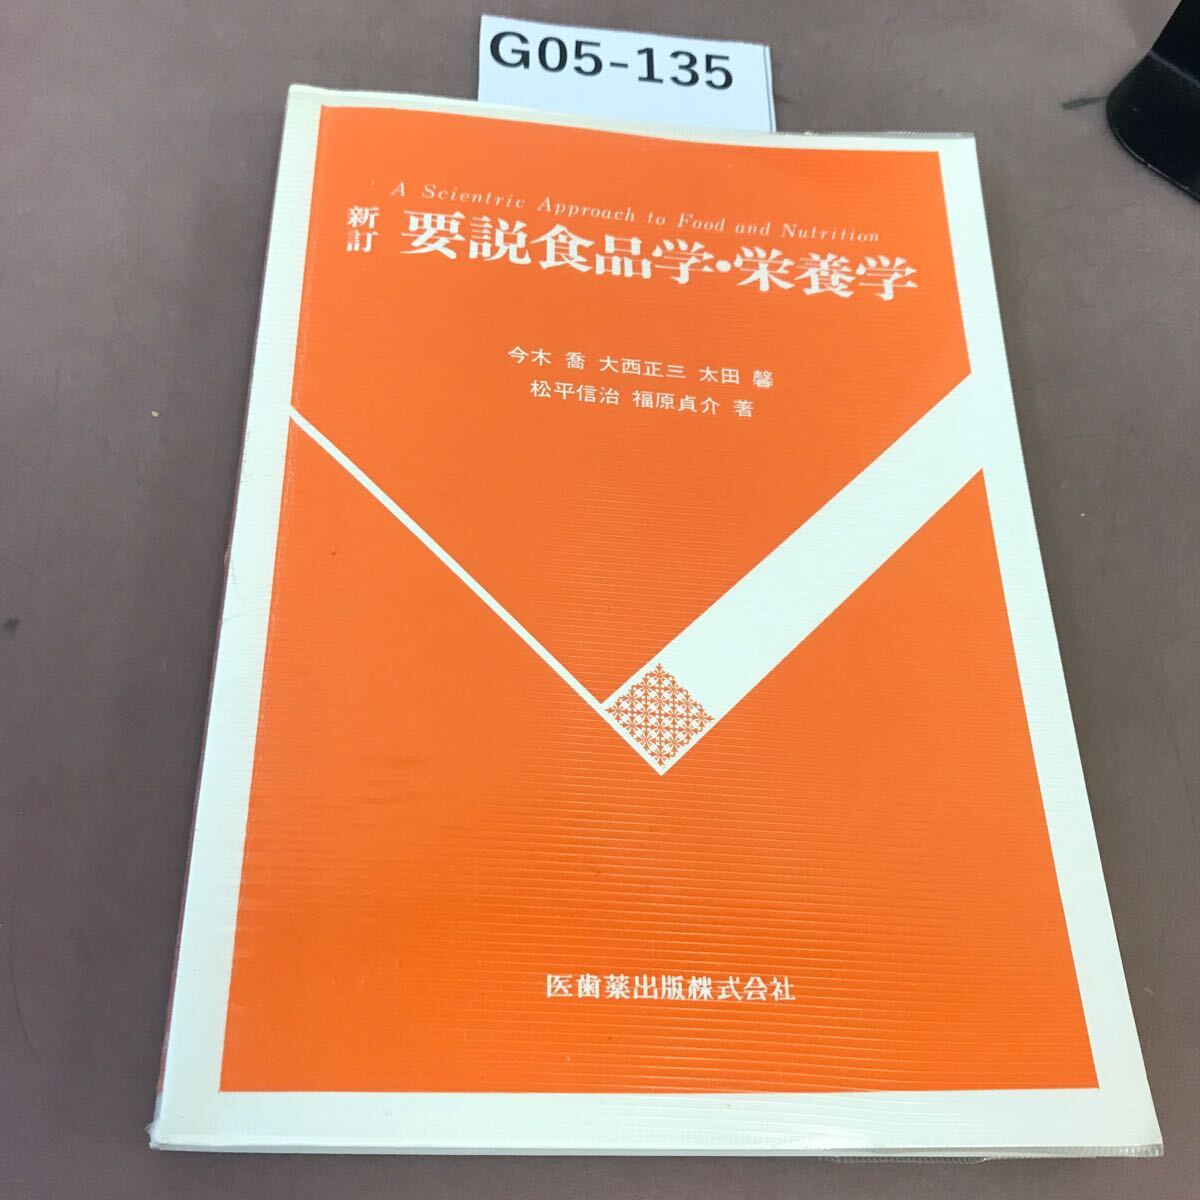 G05-135
A Scientric Approach to Food and Nutrition
新訂 要説食品学・栄養学
今木 喬 大西正三 太田 馨
松平信治 福原貞介 著
医歯薬出版株式会社